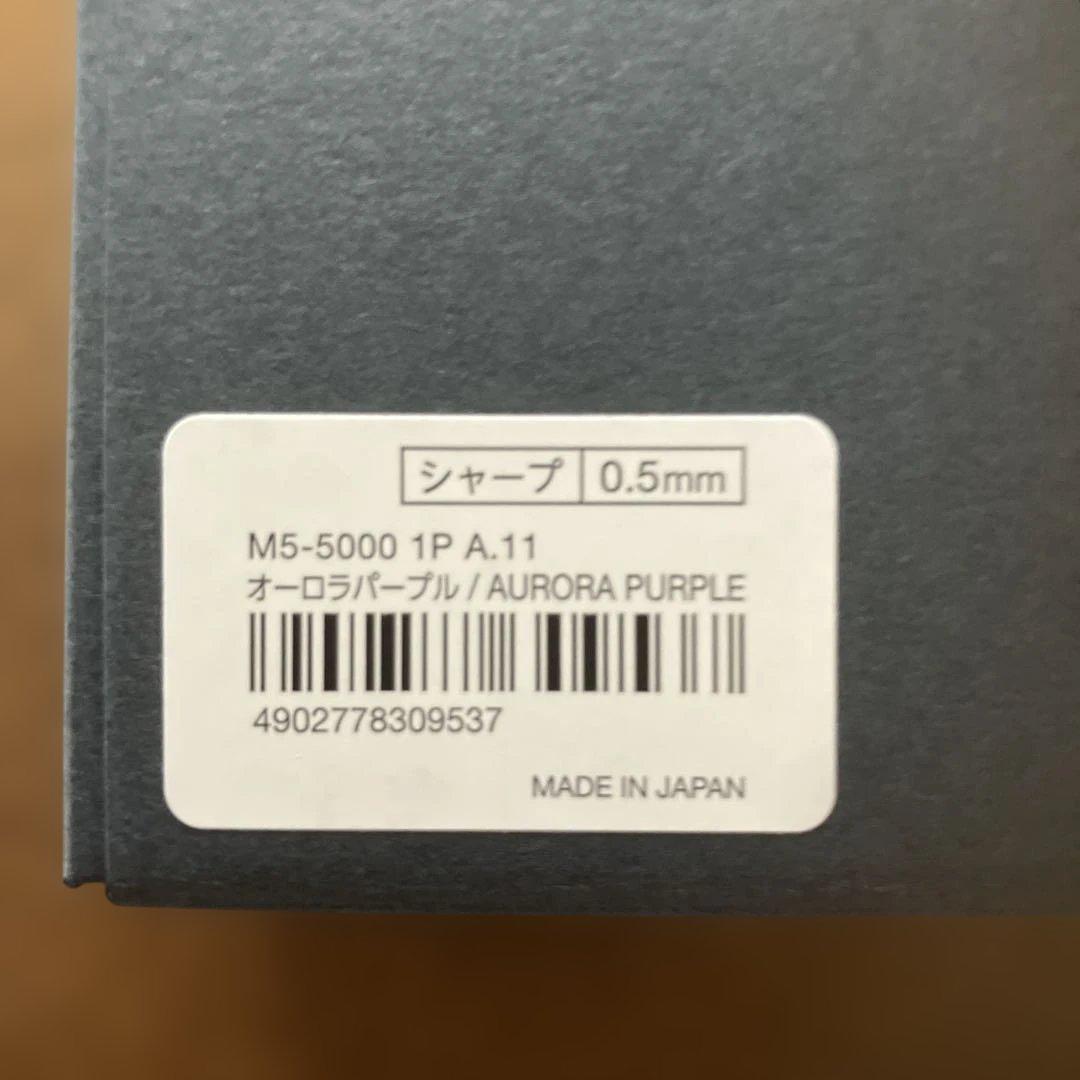 シャープ 0.5mm
M5-5000 1P A.11
オーロラパープル / AURORA PURPLE
4902778309537
MADE IN JAPAN